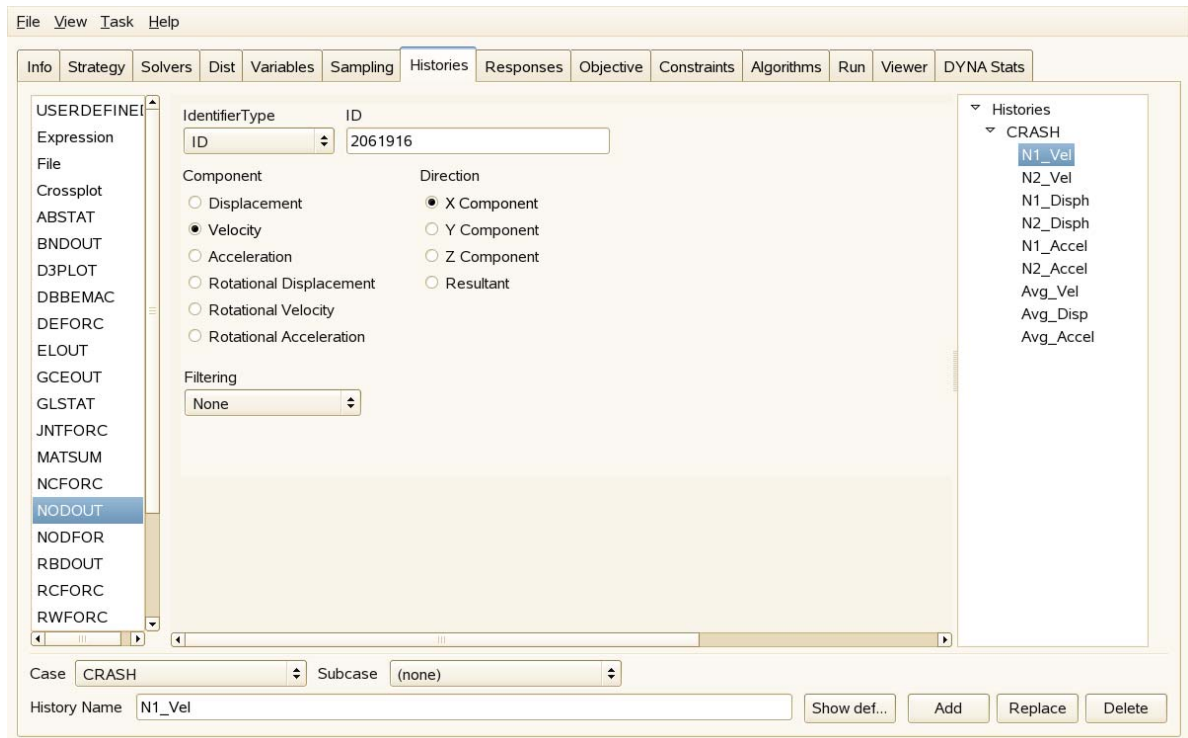 File View Task Help
Info Strategy Solvers Dist Variables Sampling Histories Responses Objective Constraints Algorithms Run Viewer DYNA Stats
USERDEFINED
Expression
File
Crossplot
ABSTAT
BNDOUT
D3PLOT
DBBEMAC
DEFORC
ELOUT
GCEOUT
GLSTAT
JNTFORC
MATSUM
NCFORC
NODOUT
NODFOR
RBDOUT
RCFORC
RWFORC
IdentifierType ID
ID 2061916
Component Direction
Displacement X Component
Velocity Y Component
Acceleration Z Component
Rotational Displacement Resultant
Rotational Velocity
Rotational Acceleration
Filtering
None
Histories
CRASH
N1_Vel
N2_Vel
N1_Disph
N2_Disph
N1_Accel
N2_Accel
Avg_Vel
Avg_Disp
Avg_Accel
Case CRASH Subcase (none)
History Name N1_Vel Show def... Add Replace Delete